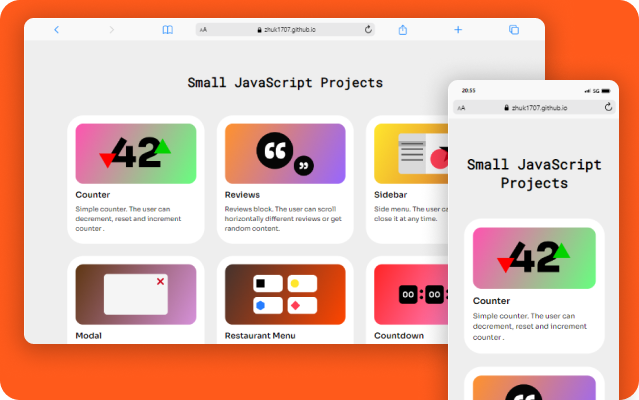 AA zhuk1707.github.io
Small JavaScript Projects
42
Counter
Simple counter. The user can
decrement, reset and increment
counter .
Reviews
Reviews block. The user can scroll
horizontally different reviews or get
random content.
Sidebar
Side menu. The user
close it at any time.
Modal
Restaurant Menu
00:00:
Countdown
20:55
5G
AA zhuk1707.github.io
Small JavaScript
Projects
42
Counter
Simple counter. The user can
decrement, reset and increment
counter .